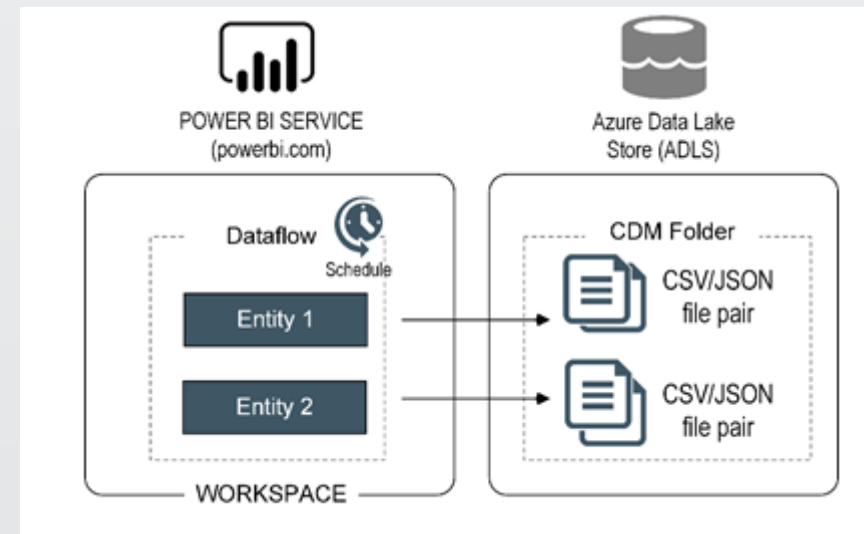 POWER BI SERVICE
(powerbi.com)
Azure Data Lake
Store (ADLS)
Dataflow
Schedule
Entity 1
Entity 2
WORKSPACE
CDM Folder
CSV/JSON
file pair
CSV/JSON
file pair